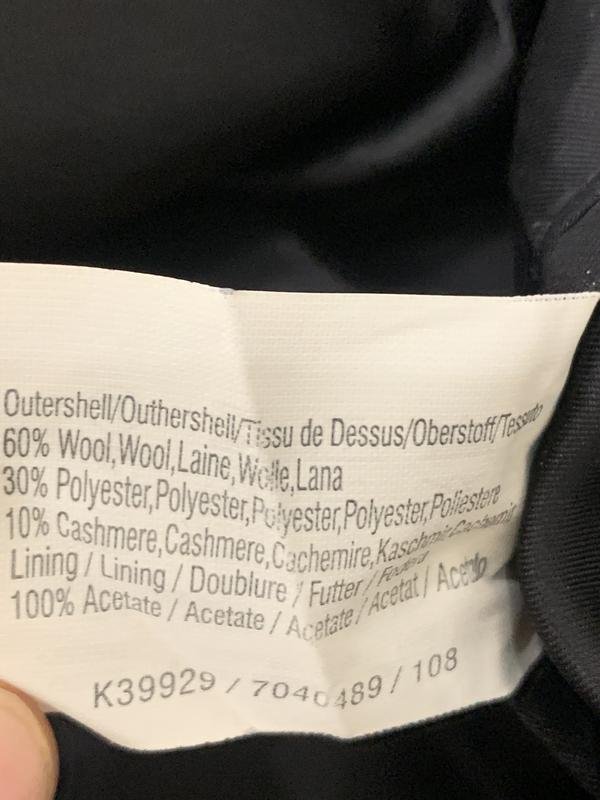 Outershell/Outhershell/Tissu de Dessus/Oberstoff/Tessuto
60% Wool,Wool,Laine,Wolle,Lana
30% Polyester,Polyester,Polyester,Polyester,Poliestere
10% Cashmere,Cashmere,Cachemire,Kaschmir,Cachemir
Lining / Lining / Doublure / Futter / Fodera
100% Acetate / Acetate / Acetate / Acetat /
K39929 / 7040489 / 108